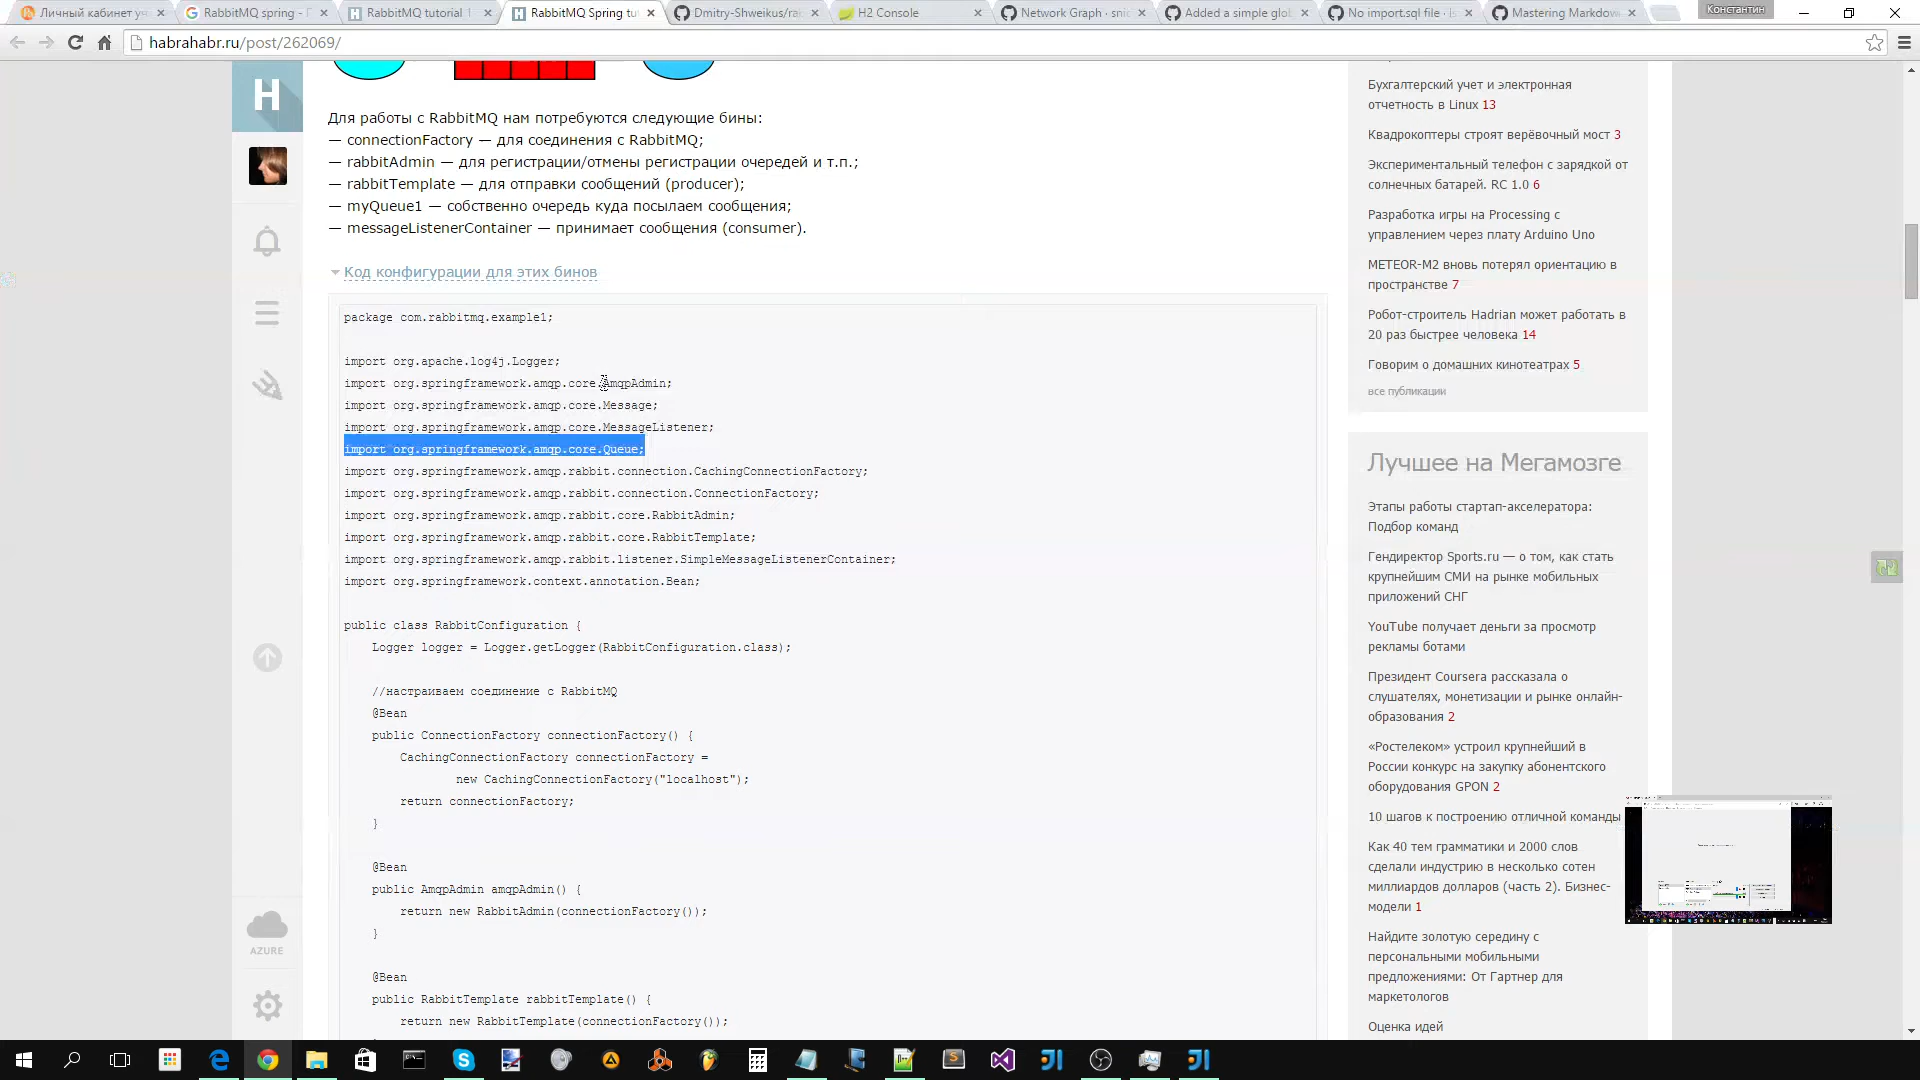 Личный кабинет уч
RabbitMQ spring - П
RabbitMQ tutorial 1
RabbitMQ Spring tu
Dmitry-Shweikus/ra
H2 Console
Network Graph · sni
Added a simple glo
No import.sql file · Is
Mastering Markdow
Константин
habrahabr.ru/post/262069/
H
AZURE
Для работы с RabbitMQ нам потребуются следующие бины:
— connectionFactory — для соединения с RabbitMQ;
— rabbitAdmin — для регистрации/отмены регистрации очередей и т.п.;
— rabbitTemplate — для отправки сообщений (producer);
— myQueue1 — собственно очередь куда посылаем сообщения;
— messageListenerContainer — принимает сообщения (consumer).
Код конфигурации для этих бинов
package com.rabbitmq.example1;
import org.apache.log4j.Logger;
import org.springframework.amqp.core.AmqpAdmin;
import org.springframework.amqp.core.Message;
import org.springframework.amqp.core.MessageListener;
import org.springframework.amqp.core.Queue;
import org.springframework.amqp.rabbit.connection.CachingConnectionFactory;
import org.springframework.amqp.rabbit.connection.ConnectionFactory;
import org.springframework.amqp.rabbit.core.RabbitAdmin;
import org.springframework.amqp.rabbit.core.RabbitTemplate;
import org.springframework.amqp.rabbit.listener.SimpleMessageListenerContainer;
import org.springframework.context.annotation.Bean;
public class RabbitConfiguration {
Logger logger = Logger.getLogger(RabbitConfiguration.class);
//настраиваем соединение с RabbitMQ
@Bean
public ConnectionFactory connectionFactory() {
CachingConnectionFactory connectionFactory =
new CachingConnectionFactory("localhost");
return connectionFactory;
}
@Bean
public AmqpAdmin amqpAdmin() {
return new RabbitAdmin(connectionFactory());
}
@Bean
public RabbitTemplate rabbitTemplate() {
return new RabbitTemplate(connectionFactory());
Бухгалтерский учет и электронная
отчетность в Linux 13
Квадрокоптеры строят верёвочный мост 3
Экспериментальный телефон с зарядкой от
солнечных батарей. RC 1.0 6
Разработка игры на Processing с
управлением через плату Arduino Uno
METEOR-M2 вновь потерял ориентацию в
пространстве 7
Робот-строитель Hadrian может работать в
20 раз быстрее человека 14
Говорим о домашних кинотеатрах 5
все публикации
Лучшее на Мегамозге
Этапы работы стартап-акселератора:
Подбор команд
Гендиректор Sports.ru — о том, как стать
крупнейшим СМИ на рынке мобильных
приложений СНГ
YouTube получает деньги за просмотр
рекламы ботами
Президент Coursera рассказала о
слушателях, монетизации и рынке онлайн-
образования 2
«Ростелеком» устроил крупнейший в
России конкурс на закупку абонентского
оборудования GPON 2
10 шагов к построению отличной команды
Как 40 тем грамматики и 2000 слов
сделали индустрию в несколько сотен
миллиардов долларов (часть 2). Бизнес-
модели 1
Найдите золотую середину с
персональными мобильными
предложениями: От Гартнер для
маркетологов
Оценка идей